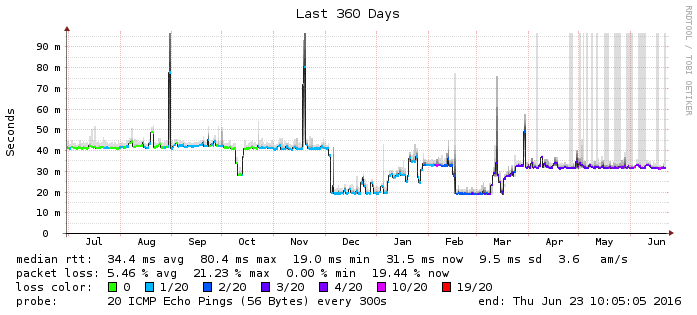 Last 360 Days
RRDTOOL / TOBI OETIKER
Seconds
90 m
80 m
70 m
60 m
50 m
40 m
30 m
20 m
10 m
0
Jul Aug Sep Oct Nov Dec Jan Feb Mar Apr May Jun
median rtt: 34.4 ms avg 80.4 ms max 19.0 ms min 31.5 ms now 9.5 ms sd 3.6 am/s
packet loss: 5.46 % avg 21.23 % max 0.00 % min 19.44 % now
loss color: 0 1/20 2/20 3/20 4/20 10/20 19/20
probe: 20 ICMP Echo Pings (56 Bytes) every 300s end: Thu Jun 23 10:05:05 2016